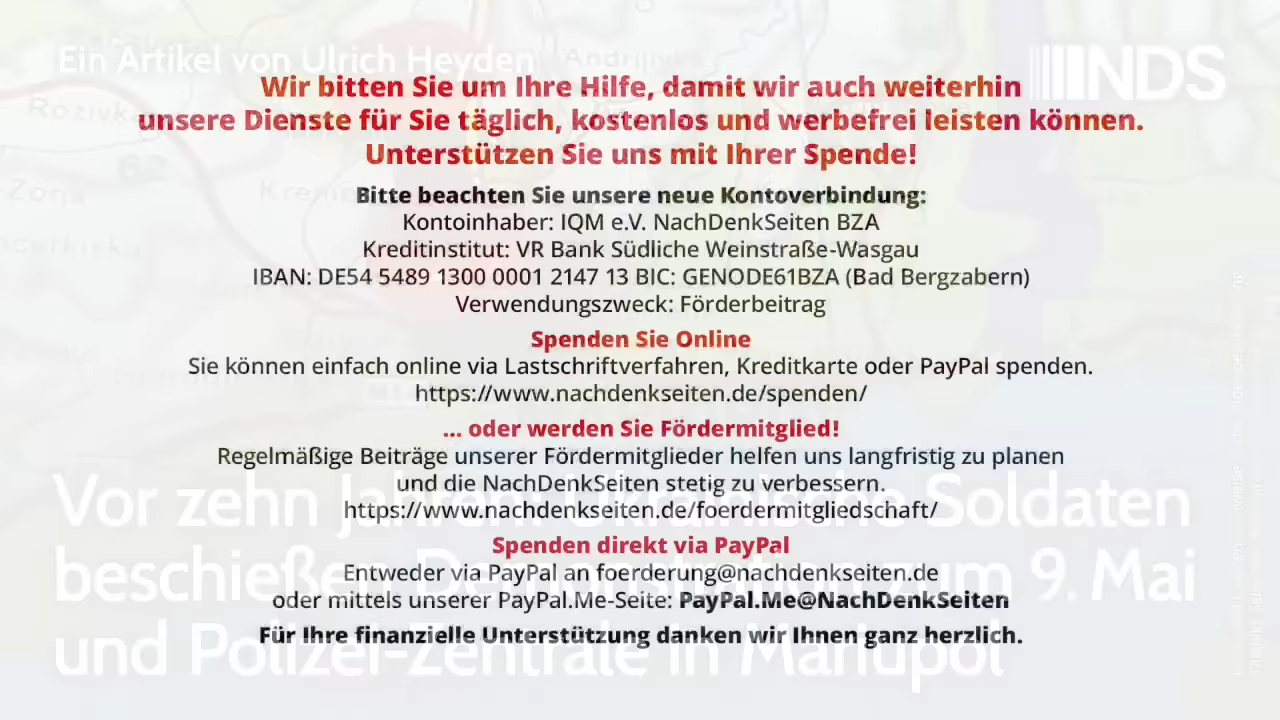 Ein Artikel von Ulrich Heyden
NDS
Wir bitten Sie um Ihre Hilfe, damit wir auch weiterhin
unsere Dienste für Sie täglich, kostenlos und werbefrei leisten können.
Unterstützen Sie uns mit Ihrer Spende!
Bitte beachten Sie unsere neue Kontoverbindung:
Kontoinhaber: IQM e.V. NachDenkSeiten BZA
Kreditinstitut: VR Bank Südliche Weinstraße-Wasgau
IBAN: DE54 5489 1300 0001 2147 13 BIC: GENODE61BZA (Bad Bergzabern)
Verwendungszweck: Förderbeitrag
Spenden Sie Online
Sie können einfach online via Lastschriftverfahren, Kreditkarte oder PayPal spenden.
https://www.nachdenkseiten.de/spenden/
... oder werden Sie Fördermitglied!
Regelmäßige Beiträge unserer Fördermitglieder helfen uns langfristig zu planen
und die NachDenkSeiten stetig zu verbessern.
https://www.nachdenkseiten.de/foerdermitgliedschaft/
Spenden direkt via PayPal
Entweder via PayPal an foerderung@nachdenkseiten.de
oder mittels unserer PayPal.Me-Seite: PayPal.Me@NachDenkSeiten
Für Ihre finanzielle Unterstützung danken wir Ihnen ganz herzlich.
Vor zehn Jahren: Ukrainische Soldaten
beschießen Demonstration zum 9. Mai
und Polizei-Zentrale in Mariupol
Rozivka